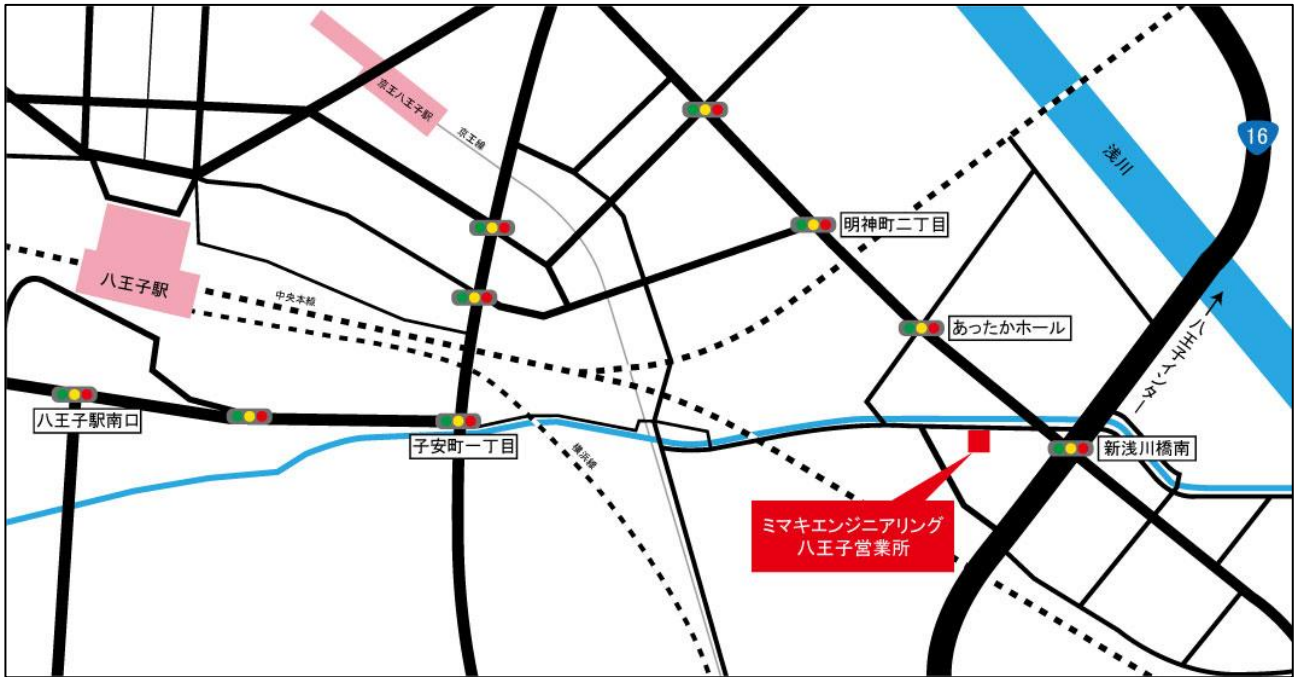 京王八王子駅
京王線
16
浅川
明神町二丁目
八王子駅
中央本線
あったかホール
八王子インター
八王子駅南口
子安町一丁目
横浜線
新浅川橋南
ミマキエンジニアリング
八王子営業所